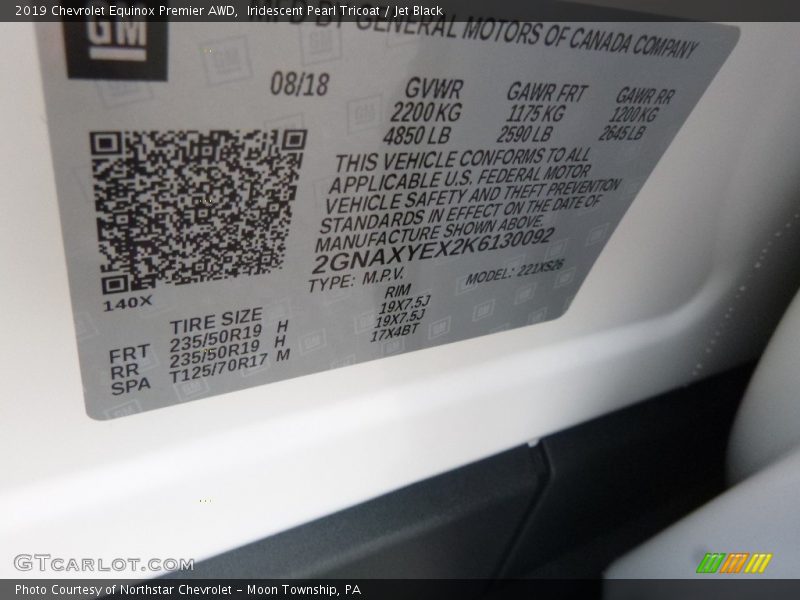 2019 Chevrolet Equinox Premier AWD,  Iridescent Pearl Tricoat / Jet Black
GM
MFD BY GENERAL MOTORS OF CANADA COMPANY
08/18
GVWR GAWR FRT GAWR RR
2200 KG 1175 KG 1200 KG
4850 LB 2590 LB 2645 LB
THIS VEHICLE CONFORMS TO ALL
APPLICABLE U.S. FEDERAL MOTOR
VEHICLE SAFETY AND THEFT PREVENTION
STANDARDS IN EFFECT ON THE DATE OF
MANUFACTURE SHOWN ABOVE.
2GNAXYEX2K6130092
TYPE: M.P.V. MODEL: 221XS26
140X
TIRE SIZE RIM
FRT 235/50R19 H 19X7.5J
RR 235/50R19 H 19X7.5J
SPA T125/70R17 M 17X4BT
GTcarlot.com
Photo Courtesy of Northstar Chevrolet - Moon Township, PA